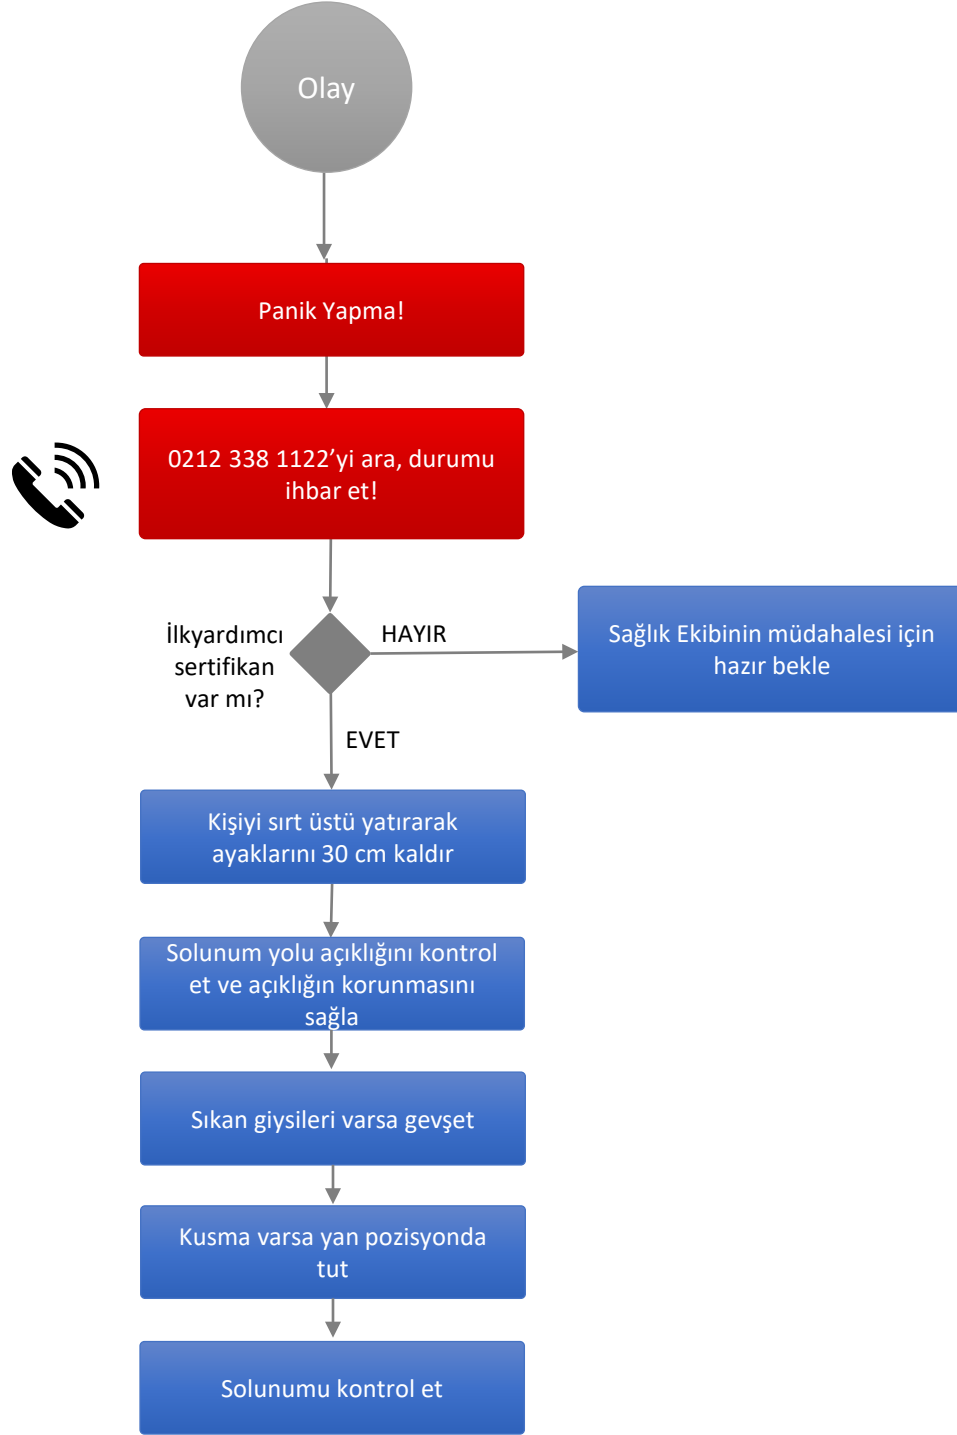 Olay
Panik Yapma!
0212 338 1122’yi ara, durumu
ihbar et!
İlkyardımcı
sertifikan
var mı?
HAYIR
Sağlık Ekibinin müdahalesi için
hazır bekle
EVET
Kişiyi sırt üstü yatırarak
ayaklarını 30 cm kaldır
Solunum yolu açıklığını kontrol
et ve açıklığın korunmasını
sağla
Sıkan giysileri varsa gevşet
Kusma varsa yan pozisyonda
tut
Solunumu kontrol et